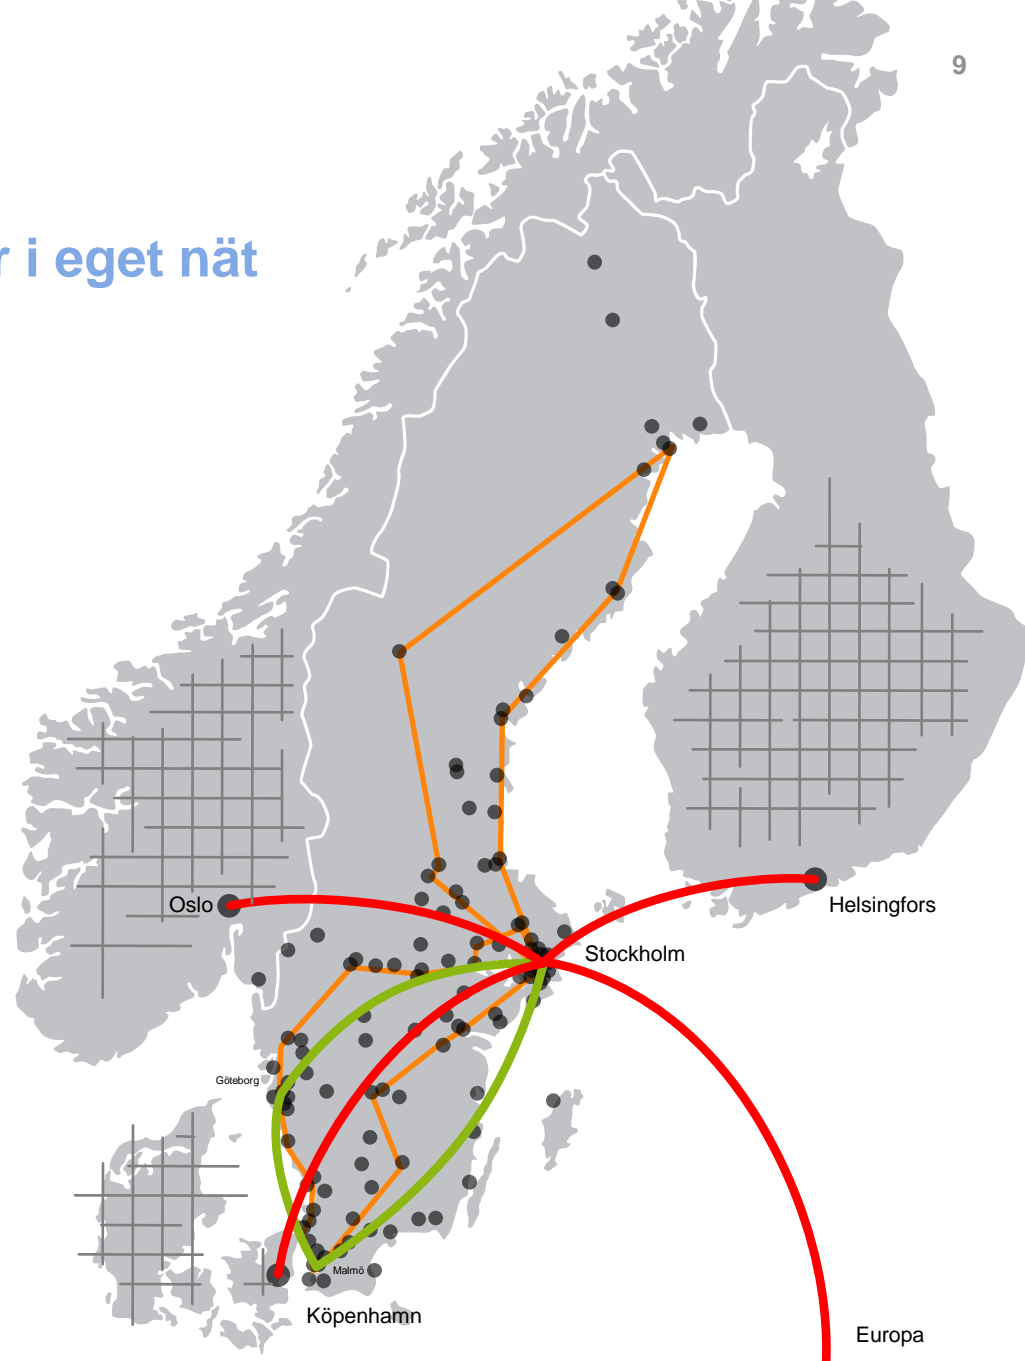 9
r i eget nät
Oslo
Helsingfors
Stockholm
Göteborg
Malmö
Köpenhamn
Europa